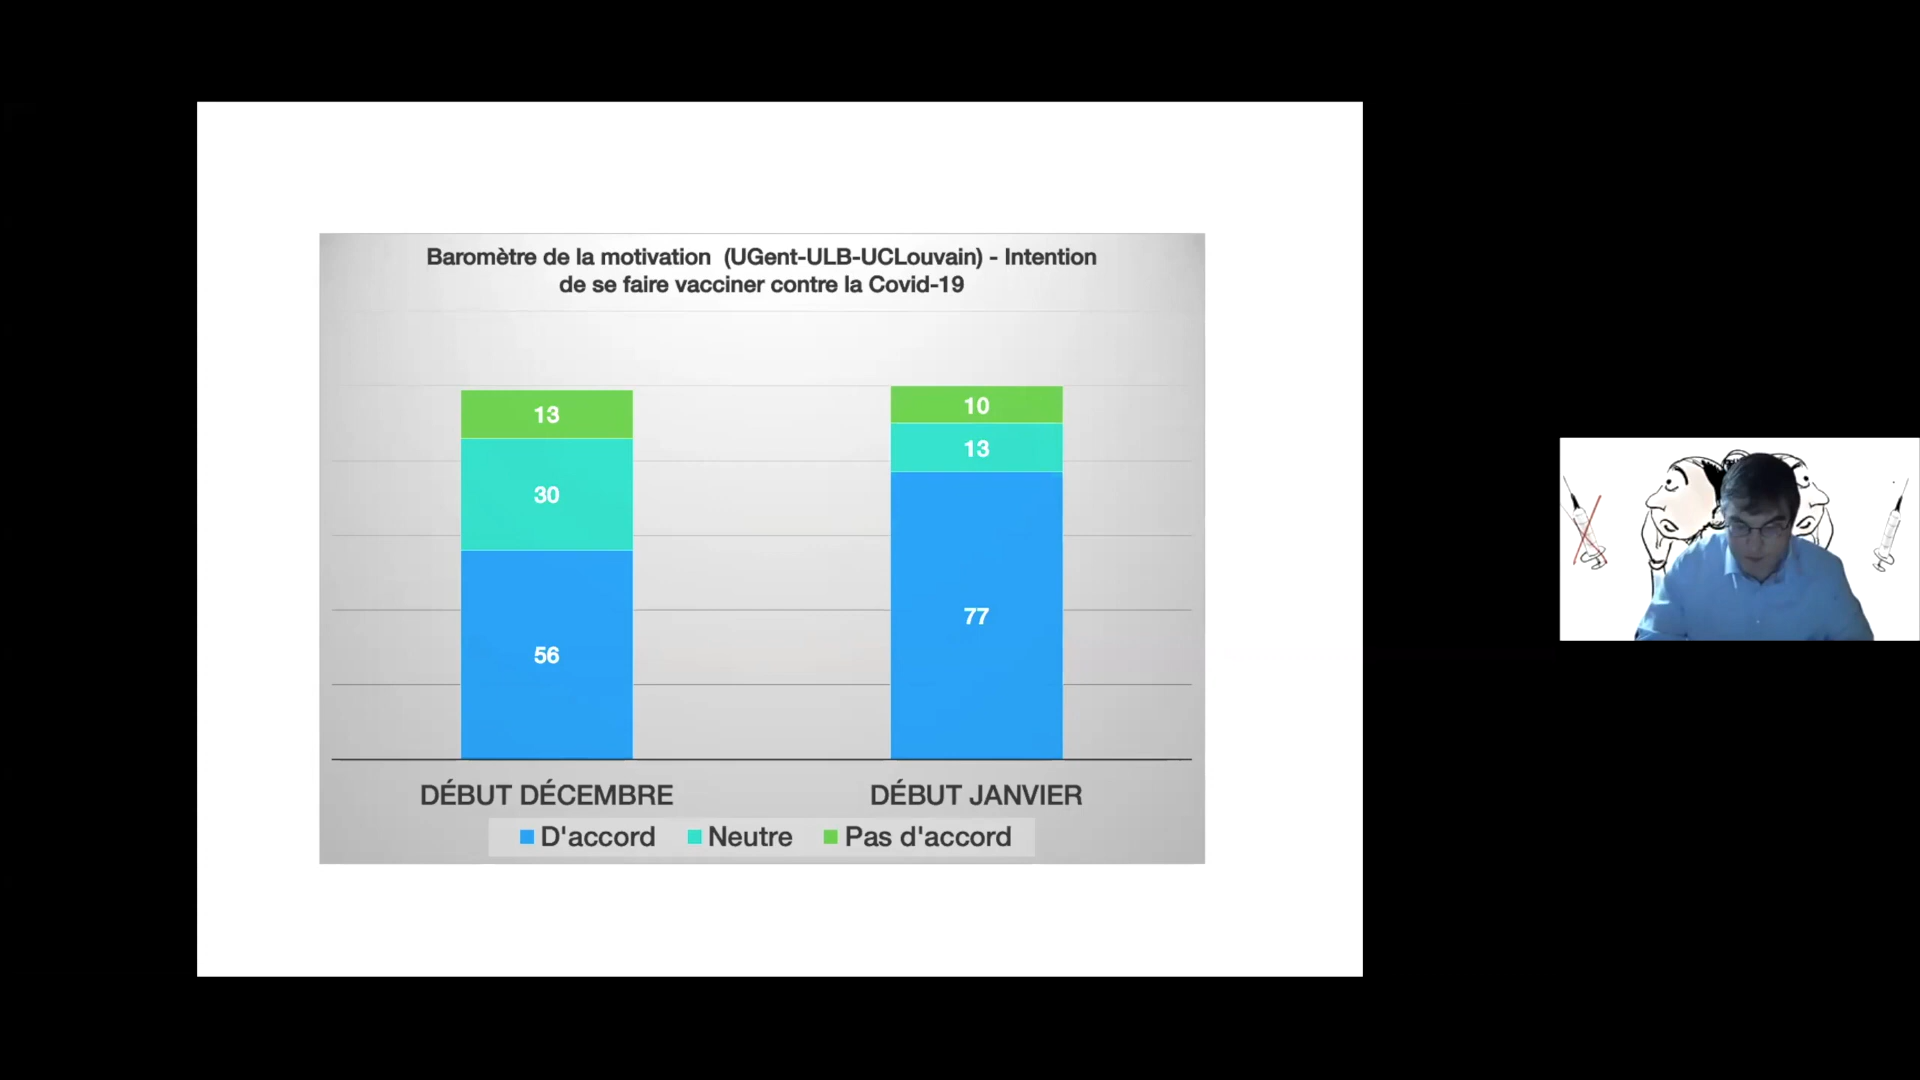 Baromètre de la motivation (UGent-ULB-UCLouvain) - Intention
de se faire vacciner contre la Covid-19
13
30
56
10
13
77
DÉBUT DÉCEMBRE
DÉBUT JANVIER
D'accord
Neutre
Pas d'accord